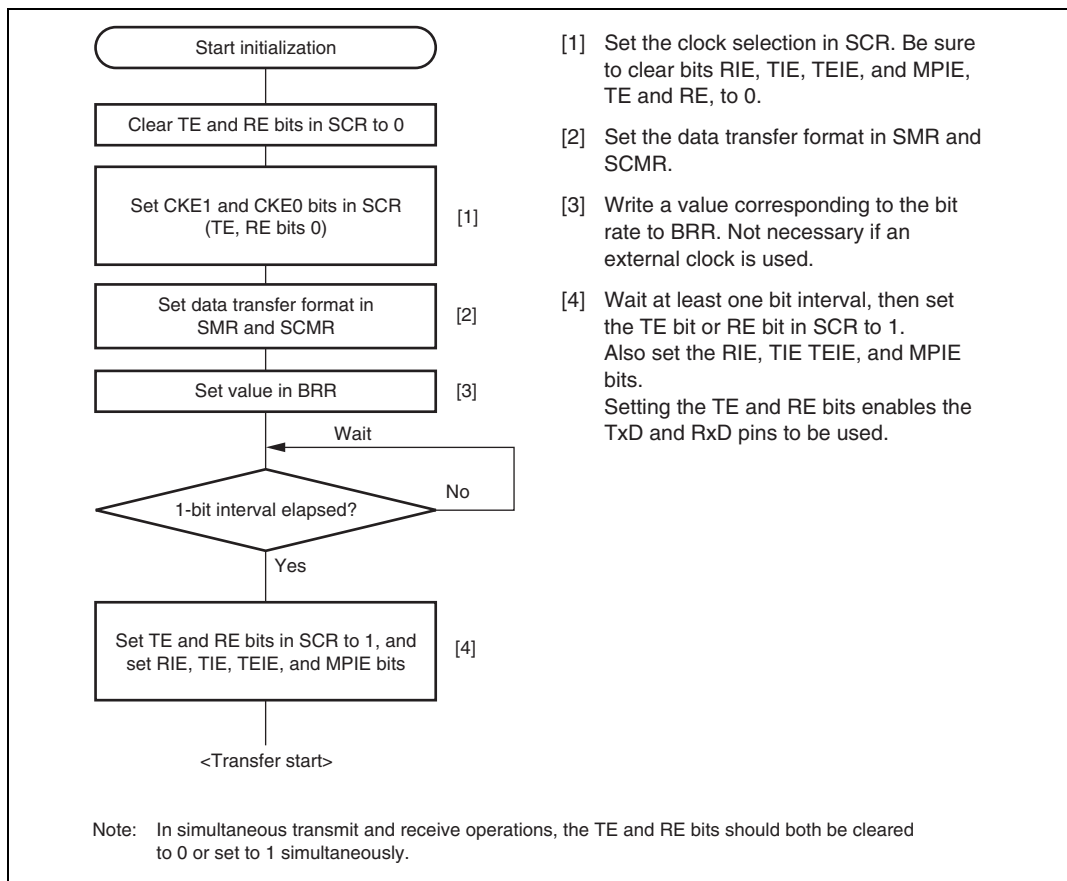 Start initialization
Clear TE and RE bits in SCR to 0
Set CKE1 and CKE0 bits in SCR
(TE, RE bits 0)
[1]
Set data transfer format in
SMR and SCMR
[2]
Set value in BRR
[3]
Wait
No
1-bit interval elapsed?
Yes
Set TE and RE bits in SCR to 1, and
set RIE, TIE, TEIE, and MPIE bits
[4]
<Transfer start>
[1] Set the clock selection in SCR. Be sure
to clear bits RIE, TIE, TEIE, and MPIE,
TE and RE, to 0.
[2] Set the data transfer format in SMR and
SCMR.
[3] Write a value corresponding to the bit
rate to BRR. Not necessary if an
external clock is used.
[4] Wait at least one bit interval, then set
the TE bit or RE bit in SCR to 1.
Also set the RIE, TIE TEIE, and MPIE
bits.
Setting the TE and RE bits enables the
TxD and RxD pins to be used.
Note: In simultaneous transmit and receive operations, the TE and RE bits should both be cleared
to 0 or set to 1 simultaneously.